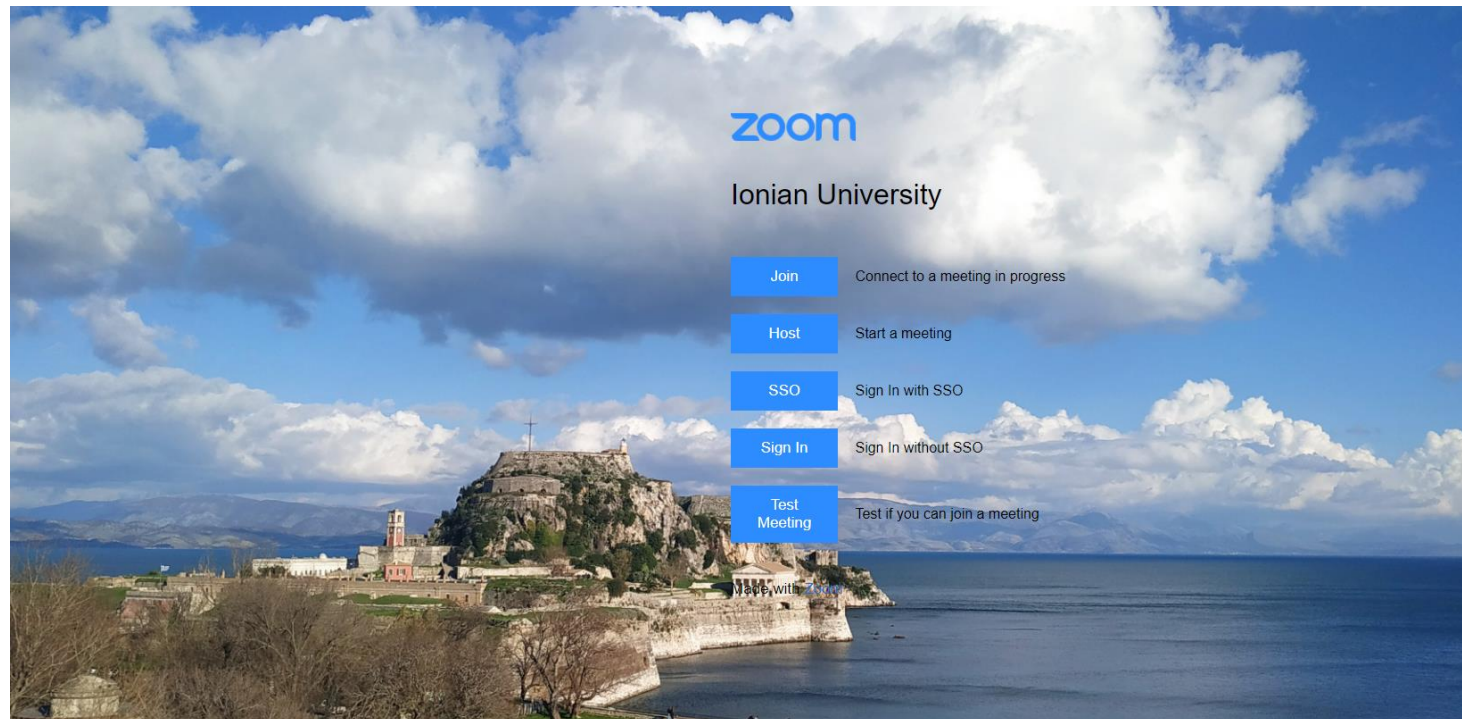 zoom
Ionian University
Join
Connect to a meeting in progress
Host
Start a meeting
SSO
Sign In with SSO
Sign In
Sign In without SSO
Test
Meeting
Test if you can join a meeting
Made with Zoom